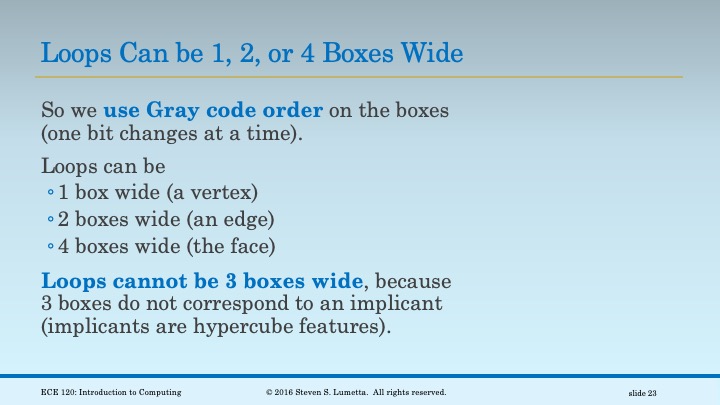 Loops Can be 1, 2, or 4 Boxes Wide
So we use Gray code order on the boxes
(one bit changes at a time).
Loops can be
◦1 box wide (a vertex)
◦2 boxes wide (an edge)
◦4 boxes wide (the face)
Loops cannot be 3 boxes wide, because
3 boxes do not correspond to an implicant
(implicants are hypercube features).
ECE 120: Introduction to Computing © 2016 Steven S. Lumetta. All rights reserved. slide 23